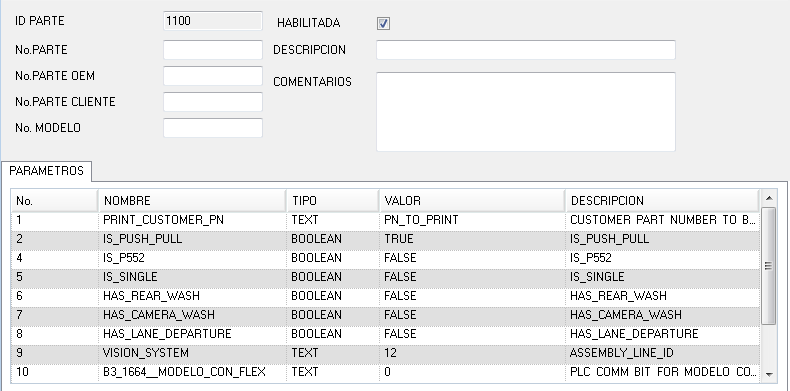 ID PARTE 1100 HABILITADA
No.PARTE DESCRIPCION
No.PARTE OEM
COMENTARIOS
No.PARTE CLIENTE
No. MODELO
PARAMETROS
No. NOMBRE TIPO VALOR DESCRIPCION
1 PRINT_CUSTOMER_PN TEXT PN_TO_PRINT CUSTOMER PART NUMBER TO B...
2 IS_PUSH_PULL BOOLEAN TRUE IS_PUSH_PULL
4 IS_P552 BOOLEAN FALSE IS_P552
5 IS_SINGLE BOOLEAN FALSE IS_SINGLE
6 HAS_REAR_WASH BOOLEAN FALSE HAS_REAR_WASH
7 HAS_CAMERA_WASH BOOLEAN FALSE HAS_CAMERA_WASH
8 HAS_LANE_DEPARTURE BOOLEAN FALSE HAS_LANE_DEPARTURE
9 VISION_SYSTEM TEXT 12 ASSEMBLY_LINE_ID
10 B3_1664__MODELO_CON_FLEX TEXT 0 PLC COMM BIT FOR MODELO CO...